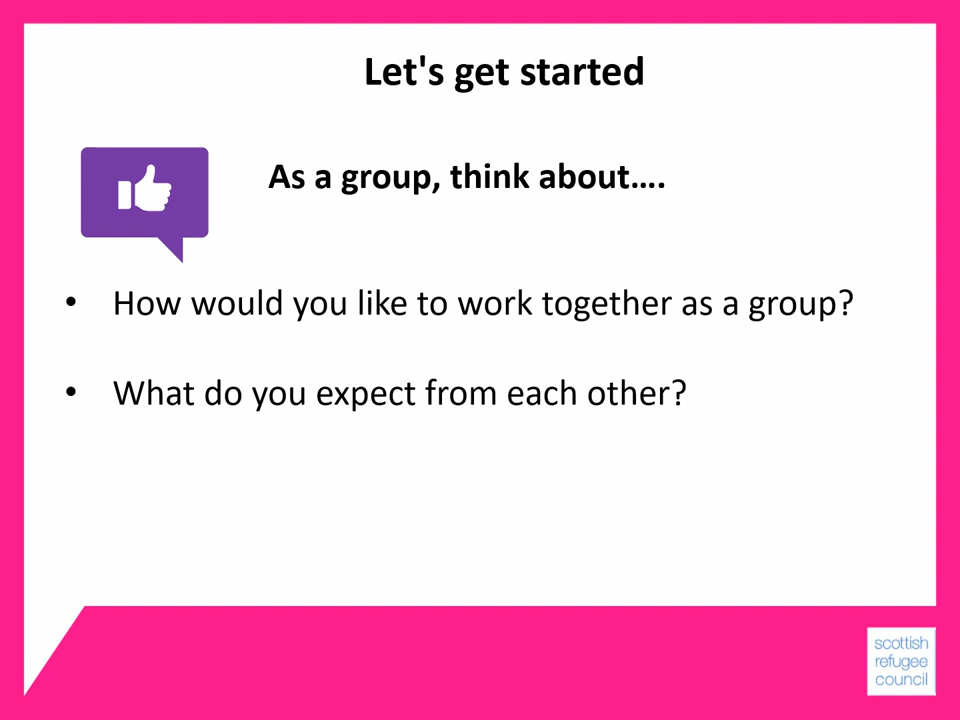 Let's get started
As a group, think about….
• How would you like to work together as a group?
• What do you expect from each other?
scottish
refugee
council